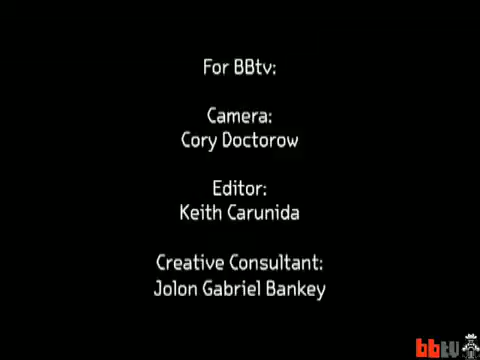 For BBtv:
Camera:
Cory Doctorow
Editor:
Keith Carunida
Creative Consultant:
Jolon Gabriel Bankey
bbtv